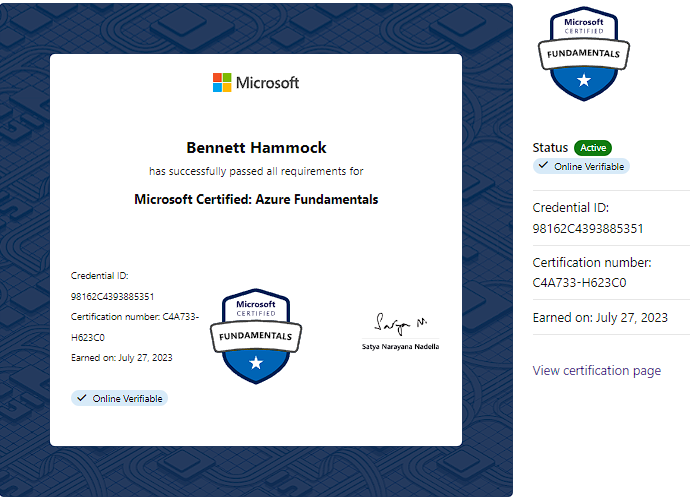 Microsoft
Bennett Hammock
has successfully passed all requirements for
Microsoft Certified: Azure Fundamentals
Credential ID:
98162C4393885351
Certification number: C4A733-
H623C0
Earned on: July 27, 2023
Online Verifiable
Microsoft
CERTIFIED
FUNDAMENTALS
Satya N.
Satya Narayana Nadella
Microsoft
CERTIFIED
FUNDAMENTALS
Status Active
Online Verifiable
Credential ID:
98162C4393885351
Certification number:
C4A733-H623C0
Earned on: July 27, 2023
View certification page